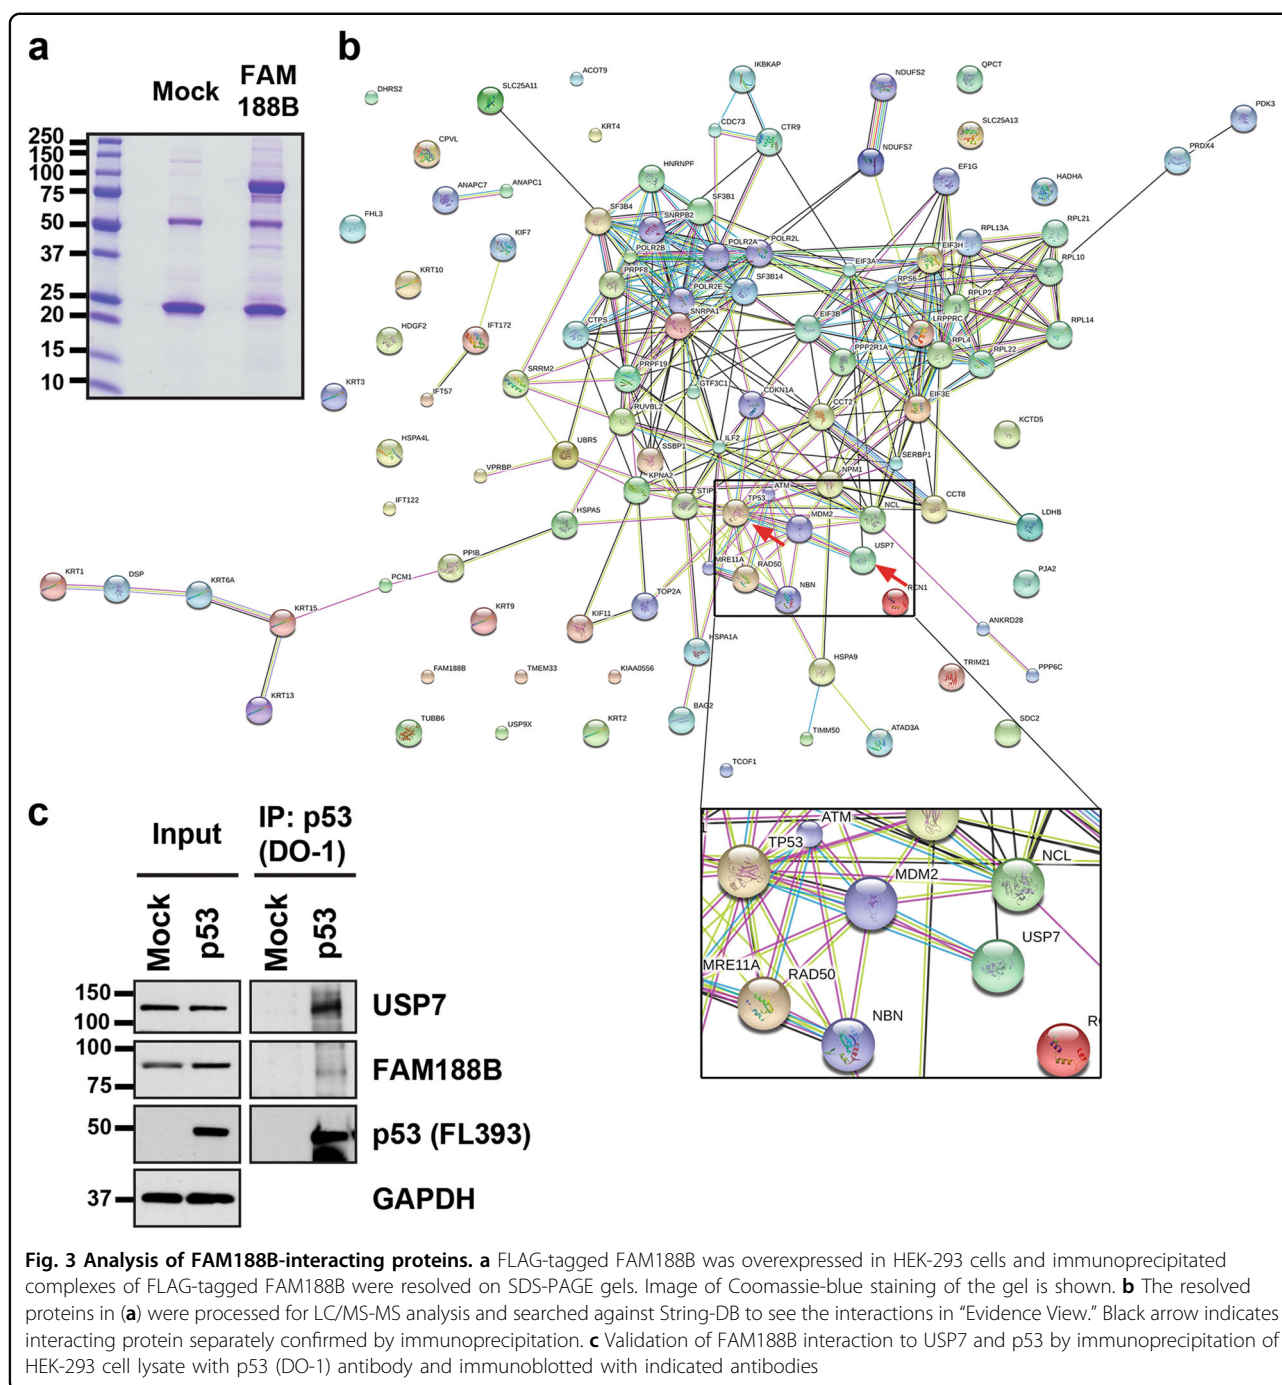 a
Mock
FAM
188B
250
150
100
75
50
37
25
20
15
10
b
DHRS2
SLC25A11
ACOT9
IKBKAP
NDUFS2
QPCT
PDK3
CPVL
KRT4
CDC73
CTR9
SLC25A13
NDUFS7
PRDX4
ANAPC7
ANAPC1
HNRNPF
EF1G
HADHA
FHL3
KIF7
SF3B4
SF3B1
SNRPB2
RPL13A
RPL21
POLR2B
POLR2A
POLR2L
EIF3A
EIF3H
RPL10
KRT10
PRPF8
SF3B14
RPS6
POLR2E
RPLP2
HDGF2
IFT172
CTPS
SNRPA1
EIF3B
LRPPRC
RPL4
RPL14
RPL22
PPP2R1A
KRT3
IFT57
SRRM2
PRPF19
GTF3C1
CDKN1A
CCT2
EIF3E
RUVBL2
KCTD5
HSPA4L
UBR5
SSBP1
ILF2
SERBP1
VPRBP
KPNA2
NPM1
IFT122
STIP
ATM
TP53
NCL
CCT8
HSPA5
MDM2
LDHB
USP7
PPIB
MRE11A
RAD50
KRT1
DSP
KRT6A
PCM1
NBN
RCN1
PJA2
KRT15
KRT9
KIF11
TOP2A
ANKRD28
HSPA1A
FAM188B
TMEM33
KIAA0556
HSPA9
TRIM21
PPP6C
KRT13
TUBB6
USP9X
KRT2
BAG2
TIMM50
ATAD3A
SDC2
TCOF1
ATM
TP53
MDM2
NCL
USP7
MRE11A
RAD50
NBN
c
Input
IP: p53
(DO-1)
Mock
p53
Mock
p53
150
100
USP7
100
75
FAM188B
50
p53 (FL393)
37
GAPDH
Fig. 3 Analysis of FAM188B-interacting proteins. a FLAG-tagged FAM188B was overexpressed in HEK-293 cells and immunoprecipitated
complexes of FLAG-tagged FAM188B were resolved on SDS-PAGE gels. Image of Coomassie-blue staining of the gel is shown. b The resolved
proteins in (a) were processed for LC/MS-MS analysis and searched against String-DB to see the interactions in “Evidence View.” Black arrow indicates
interacting protein separately confirmed by immunoprecipitation. c Validation of FAM188B interaction to USP7 and p53 by immunoprecipitation of
HEK-293 cell lysate with p53 (DO-1) antibody and immunoblotted with indicated antibodies